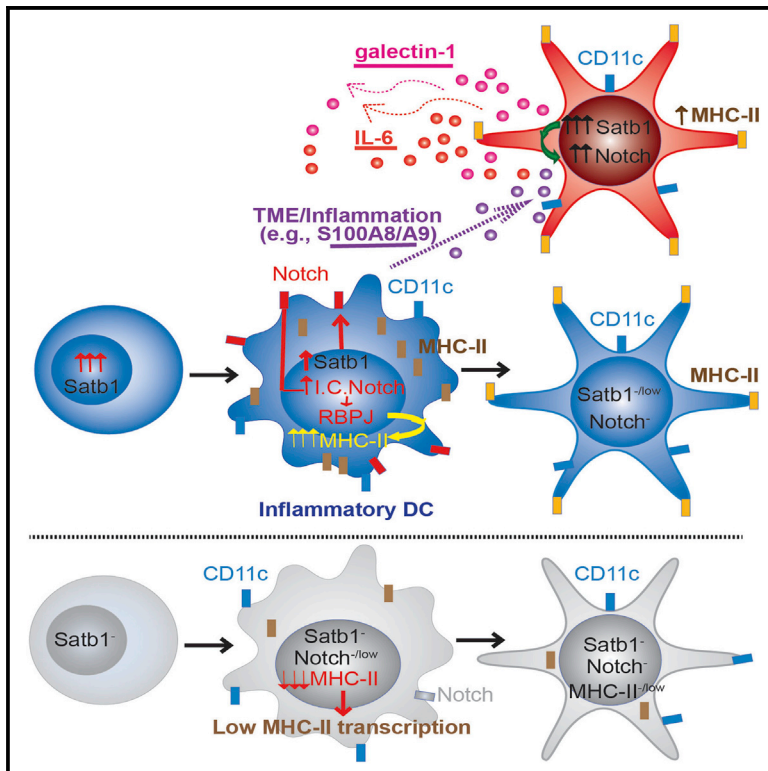 galectin-1
IL-6
CD11c
↑MHC-II
↑↑↑Satb1
↑↑Notch
TME/Inflammation
(e.g., S100A8/A9)
Notch
CD11c
↑↑↑
Satb1
↑Satb1
MHC-II
↑I.C.Notch
RBPJ
↑↑↑MHC-II
Inflammatory DC
CD11c
MHC-II
Satb1-/low
Notch-
Satb1-
CD11c
Satb1-
Notch-/low
↓↓↓MHC-II
Notch
Low MHC-II transcription
CD11c
Satb1-
Notch-
MHC-II-/low